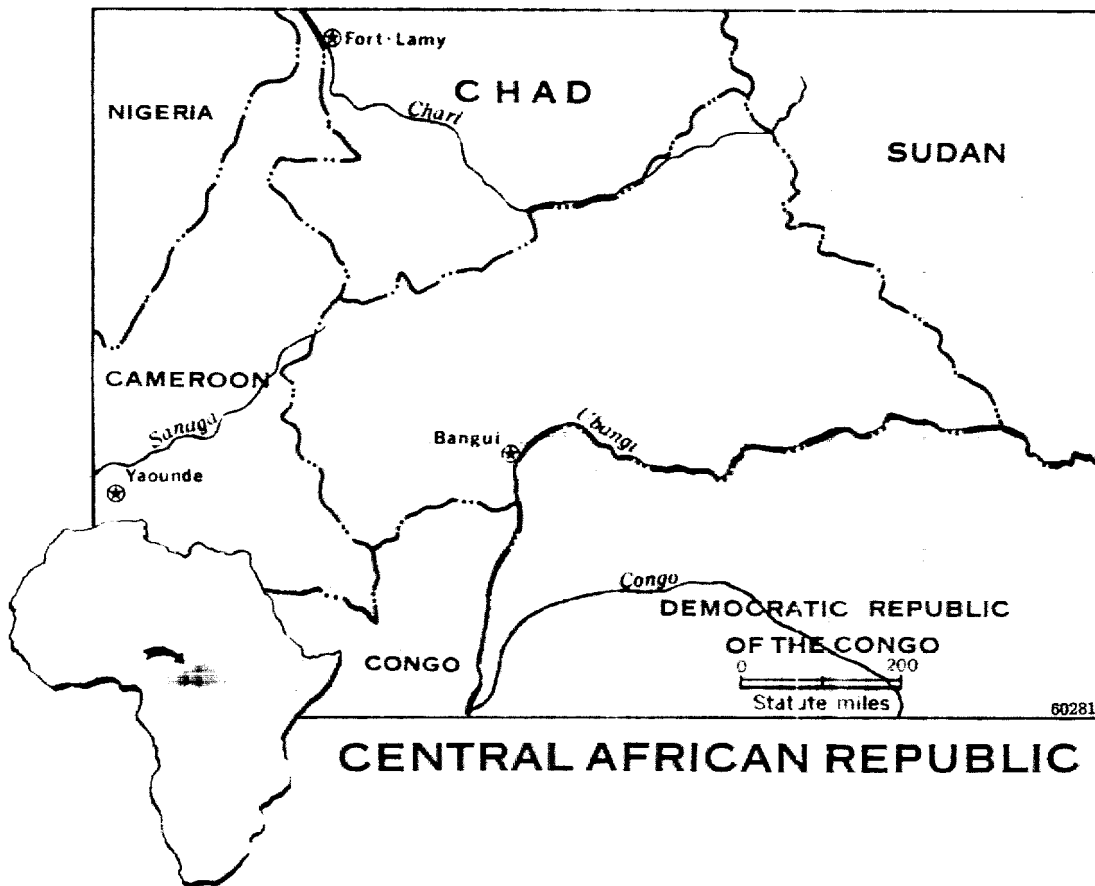 Fort-Lamy
CHAD
NIGERIA
Chari
SUDAN
CAMEROON
Sanaga
Bangui
Ubangi
Yaounde
Congo
DEMOCRATIC REPUBLIC
OF THE CONGO
CONGO
0 200
Statute miles
60281
CENTRAL AFRICAN REPUBLIC